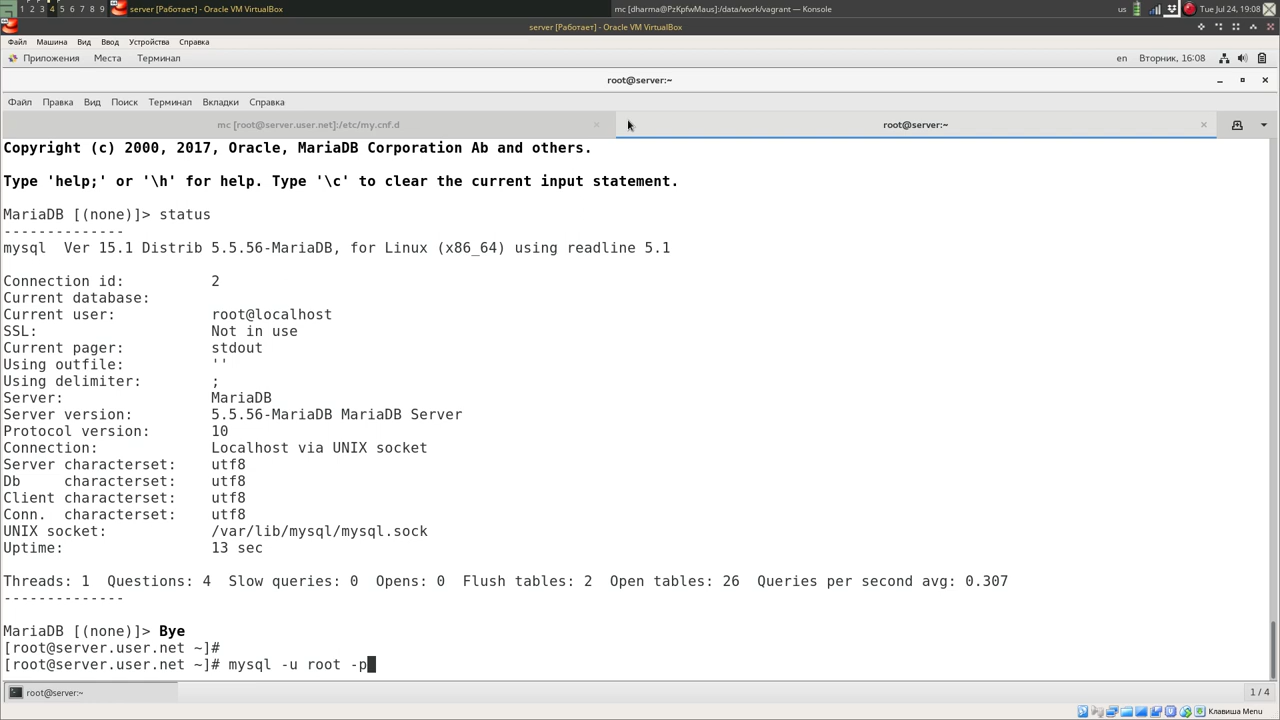 1 2 3 4 5 6 7 8 9 server [Работает] - Oracle VM VirtualBox mc [dharma@PzKpfwMaus]:/data/work/vagrant — Konsole us Tue Jul 24, 19:08
server [Работает] - Oracle VM VirtualBox
Файл Машина Вид Ввод Устройства Справка
Приложения Места Терминал en Вторник, 16:08
root@server:~
Файл Правка Вид Поиск Терминал Вкладки Справка
mc [root@server.user.net]:/etc/my.cnf.d × root@server:~ ×
Copyright (c) 2000, 2017, Oracle, MariaDB Corporation Ab and others.
Type 'help;' or '\h' for help. Type '\c' to clear the current input statement.
MariaDB [(none)]> status
--------------
mysql  Ver 15.1 Distrib 5.5.56-MariaDB, for Linux (x86_64) using readline 5.1
Connection id: 2
Current database:
Current user: root@localhost
SSL: Not in use
Current pager: stdout
Using outfile: ''
Using delimiter: ;
Server: MariaDB
Server version: 5.5.56-MariaDB MariaDB Server
Protocol version: 10
Connection: Localhost via UNIX socket
Server characterset: utf8
Db     characterset: utf8
Client characterset: utf8
Conn.  characterset: utf8
UNIX socket: /var/lib/mysql/mysql.sock
Uptime: 13 sec
Threads: 1  Questions: 4  Slow queries: 0  Opens: 0  Flush tables: 2  Open tables: 26  Queries per second avg: 0.307
--------------
MariaDB [(none)]> Bye
[root@server.user.net ~]#
[root@server.user.net ~]# mysql -u root -p
root@server:~ 1 / 4
Клавиша Menu